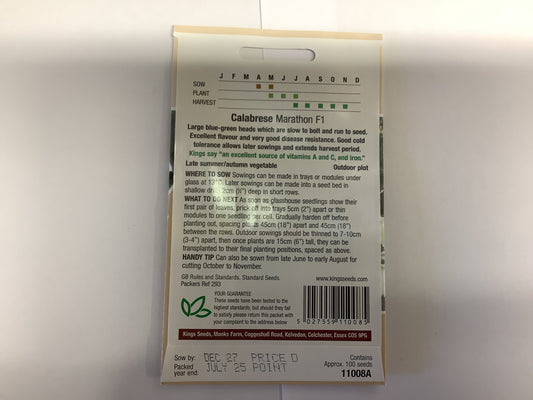 J F M A M J J A S O N D
SOW
PLANT
HARVEST
Calabrese Marathon F1
Large blue-green heads which are slow to bolt and run to seed.
Excellent flavour and very good disease resistance. Good cold
tolerance allows later sowings and extends harvest period.
Kings say "an excellent source of vitamins A and C, and iron."
Late summer/autumn vegetable Outdoor plot
WHERE TO SOW Sowings can be made in trays or modules under
glass at 13°C. Later sowings can be made into a seed bed in
shallow drills 2cm (¾") deep in short rows.
WHAT TO DO NEXT As soon as glasshouse seedlings show their
first pair of leaves, prick off into trays 5cm (2") apart or thin
modules to one seedling per cell. Gradually harden off before
planting out, spacing plants 45cm (18") apart and 45cm (18")
between the rows. Outdoor sowings should be thinned to 7-10cm
(3-4") apart, then once plants are 15cm (6") tall, they can be
transplanted to their final planting positions, spaced as above.
HANDY TIP Can also be sown from late June to early August for
cutting October to November.
GB Rules and Standards. Standard Seeds.
Packers Ref 293
www.kingsseeds.com
YOUR GUARANTEE
These seeds have been tested to the
highest standards, but should they fail
to satisfy please return this packet with
your complaint to the address below
5 027559 110085
Kings Seeds, Monks Farm, Coggeshall Road, Kelvedon, Colchester, Essex CO5 9PG
Sow by: DEC 27 PRICE D
Packed year end: JULY 25 POINT
Contains
Approx. 100 seeds
11008A